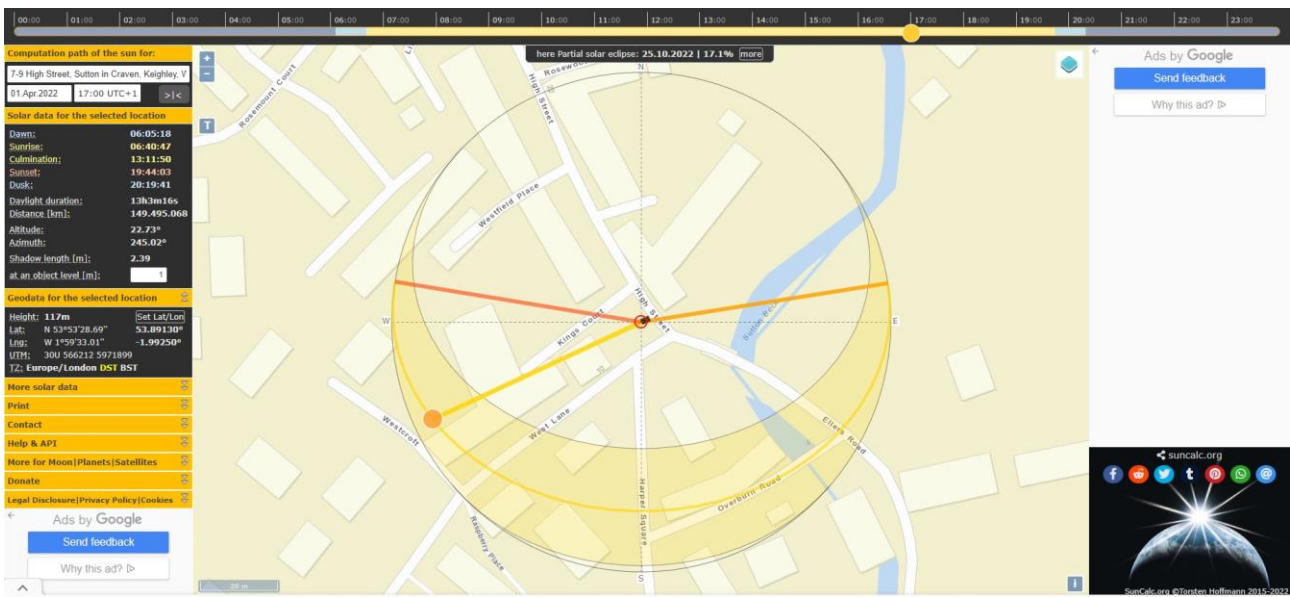 00:00 01:00 02:00 03:00 04:00 05:00 06:00 07:00 08:00 09:00 10:00 11:00 12:00 13:00 14:00 15:00 16:00 17:00 18:00 19:00 20:00 21:00 22:00 23:00
Computation path of the sun for:
7-9 High Street, Sutton in Craven, Keighley, V
01.Apr.2022 17:00 UTC+1 >|<
Solar data for the selected location
Dawn: 06:05:18
Sunrise: 06:40:47
Culmination: 13:11:50
Sunset: 19:44:03
Dusk: 20:19:41
Daylight duration: 13h3m16s
Distance [km]: 149.495.068
Altitude: 22.73°
Azimuth: 245.02°
Shadow length [m]: 2.39
at an object level [m]: 1
Geodata for the selected location
Height: 117m Set Lat/Lon
Lat: N 53°53'28.69" 53.89130°
Lng: W 1°59'33.01" -1.99250°
UTM: 30U 566212 5971899
TZ: Europe/London DST BST
More solar data
Print
Contact
Help & API
More for Moon|Planets|Satellites
Donate
Legal Disclosure|Privacy Policy|Cookies
Ads by Google
Send feedback
Why this ad?
+
−
T
here Partial solar eclipse: 25.10.2022 | 17.1% more
N
Rosemount Court
High Street
Westfield Place
High Street
Kings Court
W
E
Sutton Beck
10
West Lane
Westcroft
Ellers Road
Overburn Road
Harper Square
Raspberry Place
S
20 m
i
Ads by Google
Send feedback
Why this ad?
suncalc.org
SunCalc.org ©Torsten Hoffmann 2015-2022